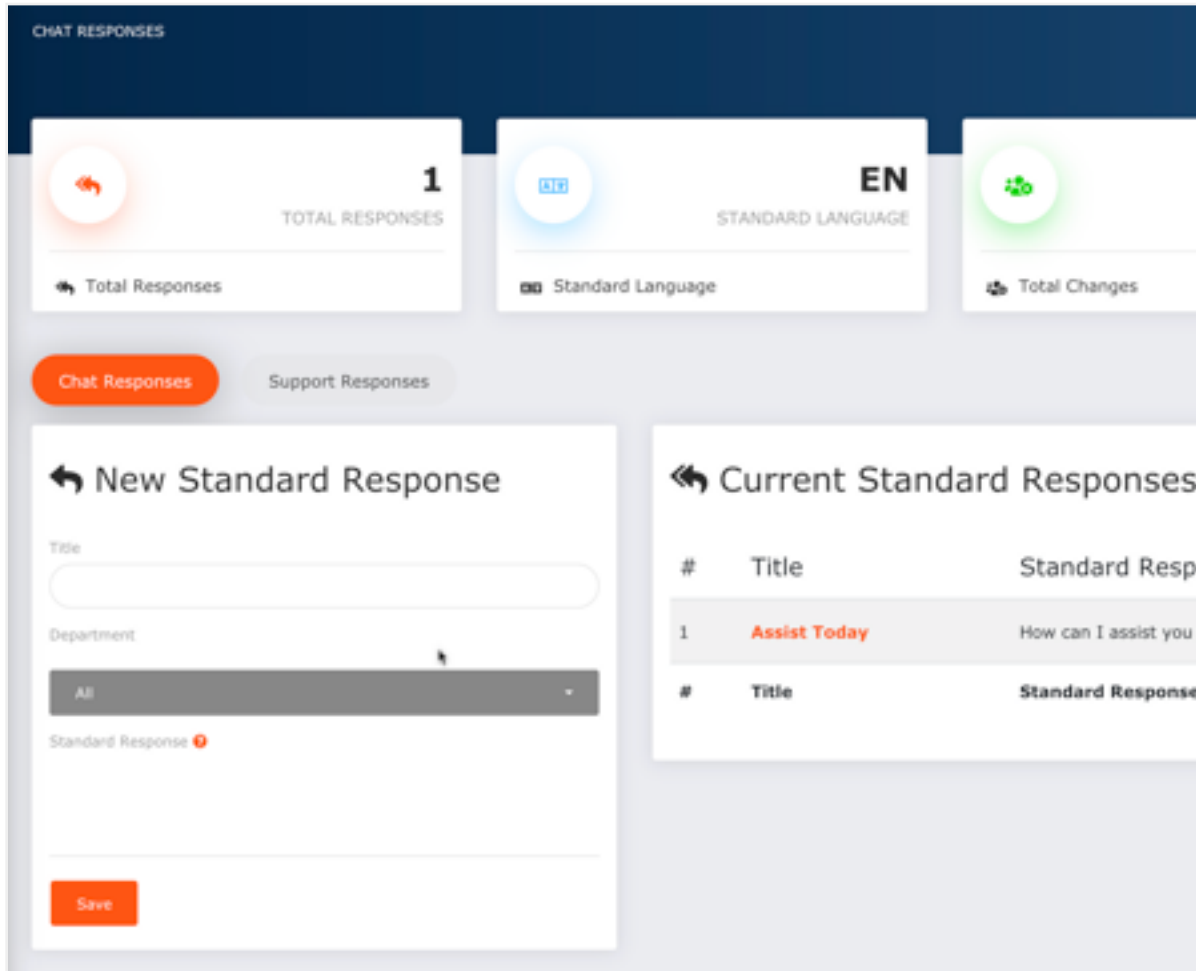 CHAT RESPONSES
1
TOTAL RESPONSES
Total Responses
EN
STANDARD LANGUAGE
Standard Language
Total Changes
Chat Responses
Support Responses
New Standard Response
Title
Department
All
Standard Response
Save
Current Standard Responses
# Title Standard Resp
1 Assist Today How can I assist you
# Title Standard Response